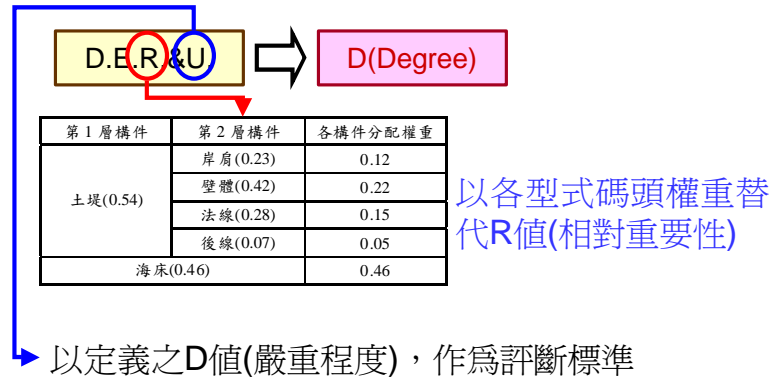 D.E.R.&U.
D(Degree)
第1層構件 第2層構件 各構件分配權重
土堤(0.54) 岸肩(0.23) 0.12
壁體(0.42) 0.22
法線(0.28) 0.15
後線(0.07) 0.05
海床(0.46) 0.46
以各型式碼頭權重替
代R值(相對重要性)
以定義之D值(嚴重程度),作為評斷標準